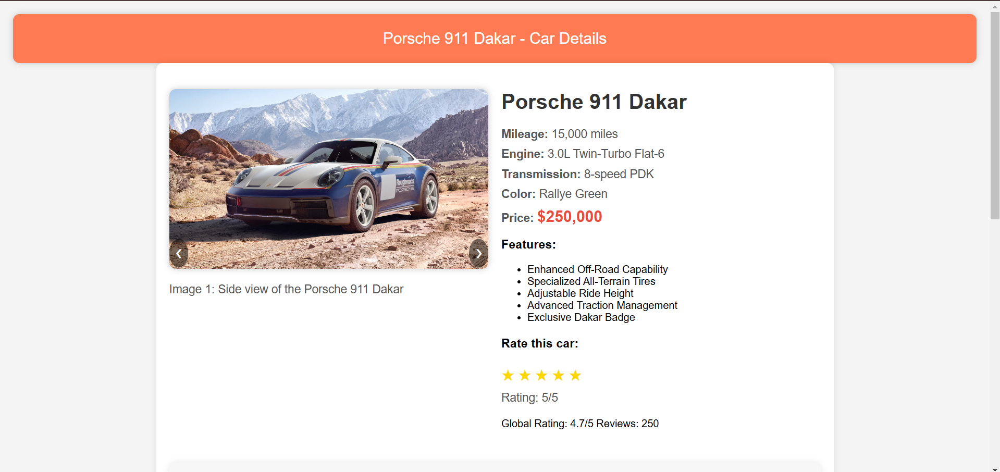 Porsche 911 Dakar - Car Details
Roughroads
PORSCHE
❮
❯
Image 1: Side view of the Porsche 911 Dakar
Porsche 911 Dakar
Mileage: 15,000 miles
Engine: 3.0L Twin-Turbo Flat-6
Transmission: 8-speed PDK
Color: Rallye Green
Price: $250,000
Features:
• Enhanced Off-Road Capability
• Specialized All-Terrain Tires
• Adjustable Ride Height
• Advanced Traction Management
• Exclusive Dakar Badge
Rate this car:
★ ★ ★ ★ ★
Rating: 5/5
Global Rating: 4.7/5 Reviews: 250